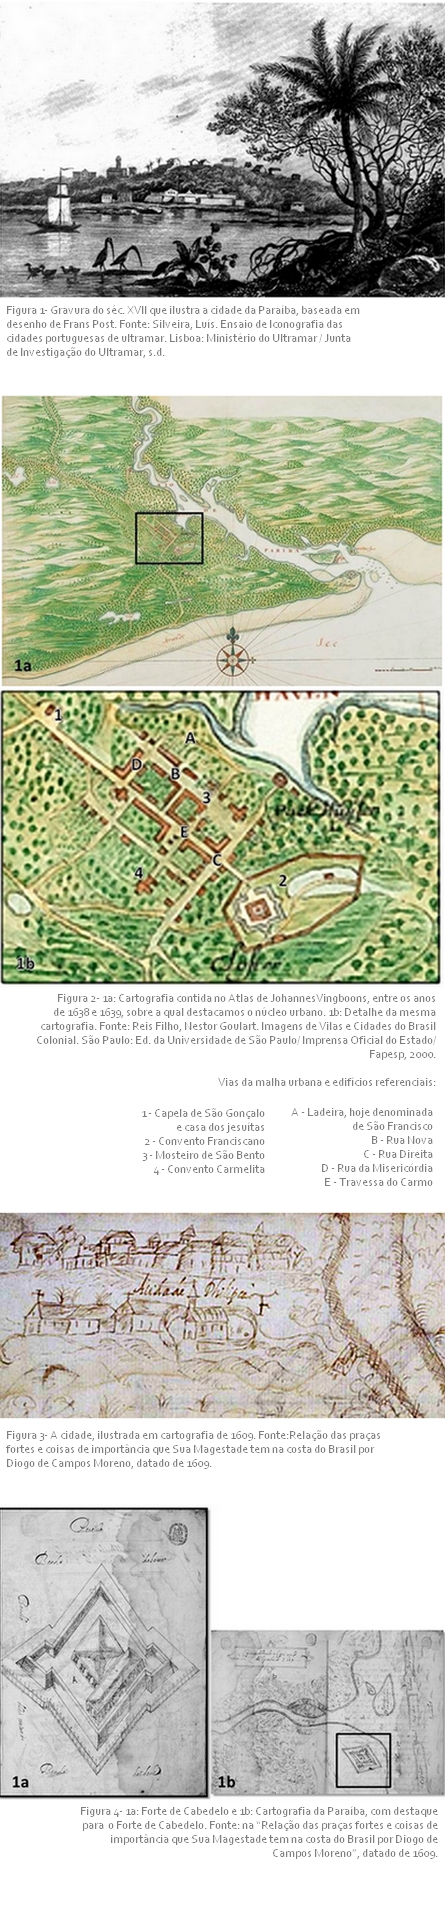 Figura 1- Gravura do séc. XVII que ilustra a cidade da Paraíba, baseada em
desenho de Frans Post. Fonte: Silveira, Luis. Ensaio de Iconografia das
cidades portuguesas de ultramar. Lisboa: Ministério do Ultramar / Junta
de Investigação do Ultramar, s.d.
PARIBA
1a
1
A
D
B
3
E
C
4
2
1b
Figura 2- 1a: Cartografia contida no Atlas de JohannesVingboons, entre os anos
de 1638 e 1639, sobre a qual destacamos o núcleo urbano. 1b: Detalhe da mesma
cartografia. Fonte: Reis Filho, Nestor Goulart. Imagens de Vilas e Cidades do Brasil
Colonial. São Paulo: Ed. da Universidade de São Paulo/ Imprensa Oficial do Estado/
Fapesp, 2000.
Vias da malha urbana e edifícios referenciais:
1 - Capela de São Gonçalo
e casa dos jesuítas
2 - Convento Franciscano
3 - Mosteiro de São Bento
4 - Convento Carmelita
A - Ladeira, hoje denominada
de São Francisco
B - Rua Nova
C - Rua Direita
D - Rua da Misericórdia
E - Travessa do Carmo
Figura 3- A cidade, ilustrada em cartografia de 1609. Fonte:Relação das praças
fortes e coisas de importância que Sua Magestade tem na costa do Brasil por
Diogo de Campos Moreno, datado de 1609.
1a
1b
Figura 4- 1a: Forte de Cabedelo e 1b: Cartografia da Paraíba, com destaque
para o Forte de Cabedelo. Fonte: na "Relação das praças fortes e coisas de
importância que Sua Magestade tem na costa do Brasil por Diogo de
Campos Moreno", datado de 1609.